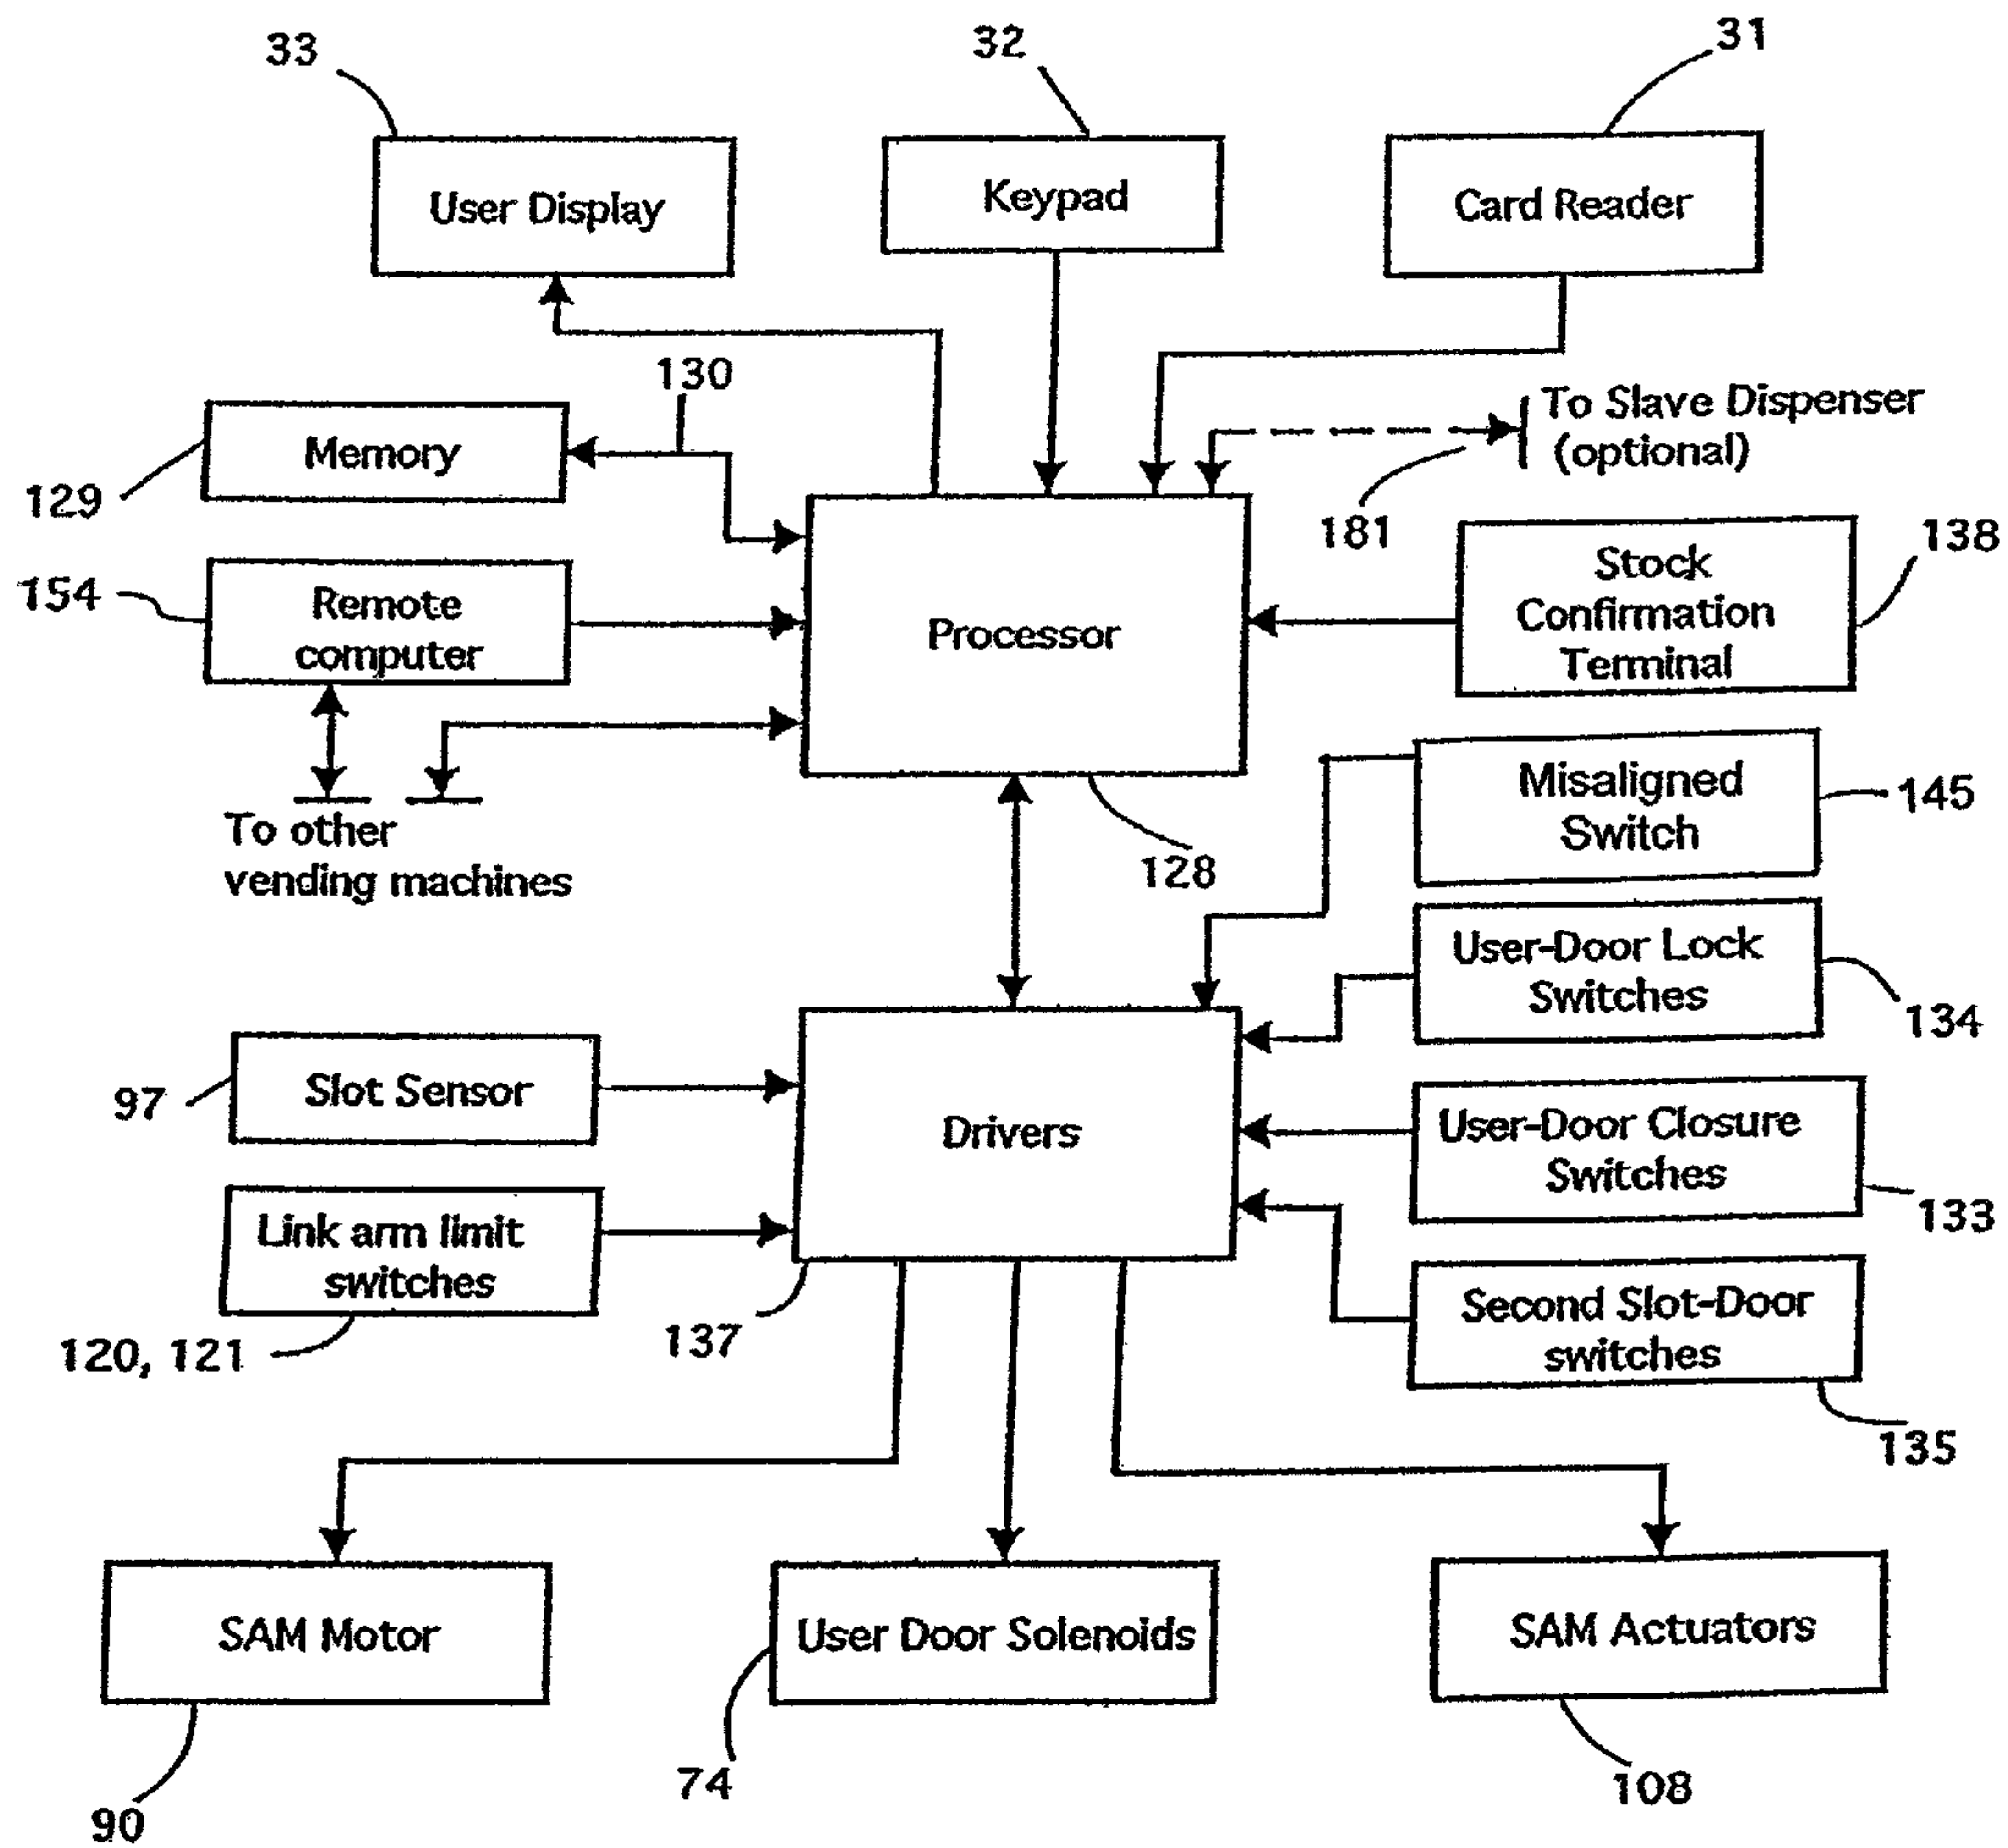 33
32
31
User Display
Keypad
Card Reader
130
To Slave Dispenser
(optional)
Memory
129
181
138
Stock
Confirmation
Terminal
154
Remote
computer
Processor
To other
vending machines
128
Misaligned
Switch
145
User-Door Lock
Switches
134
97
Slot Sensor
Drivers
User-Door Closure
Switches
133
Link arm limit
switches
120, 121
137
Second Slot-Door
switches
135
SAM Motor
User Door Solenoids
SAM Actuators
90
74
108